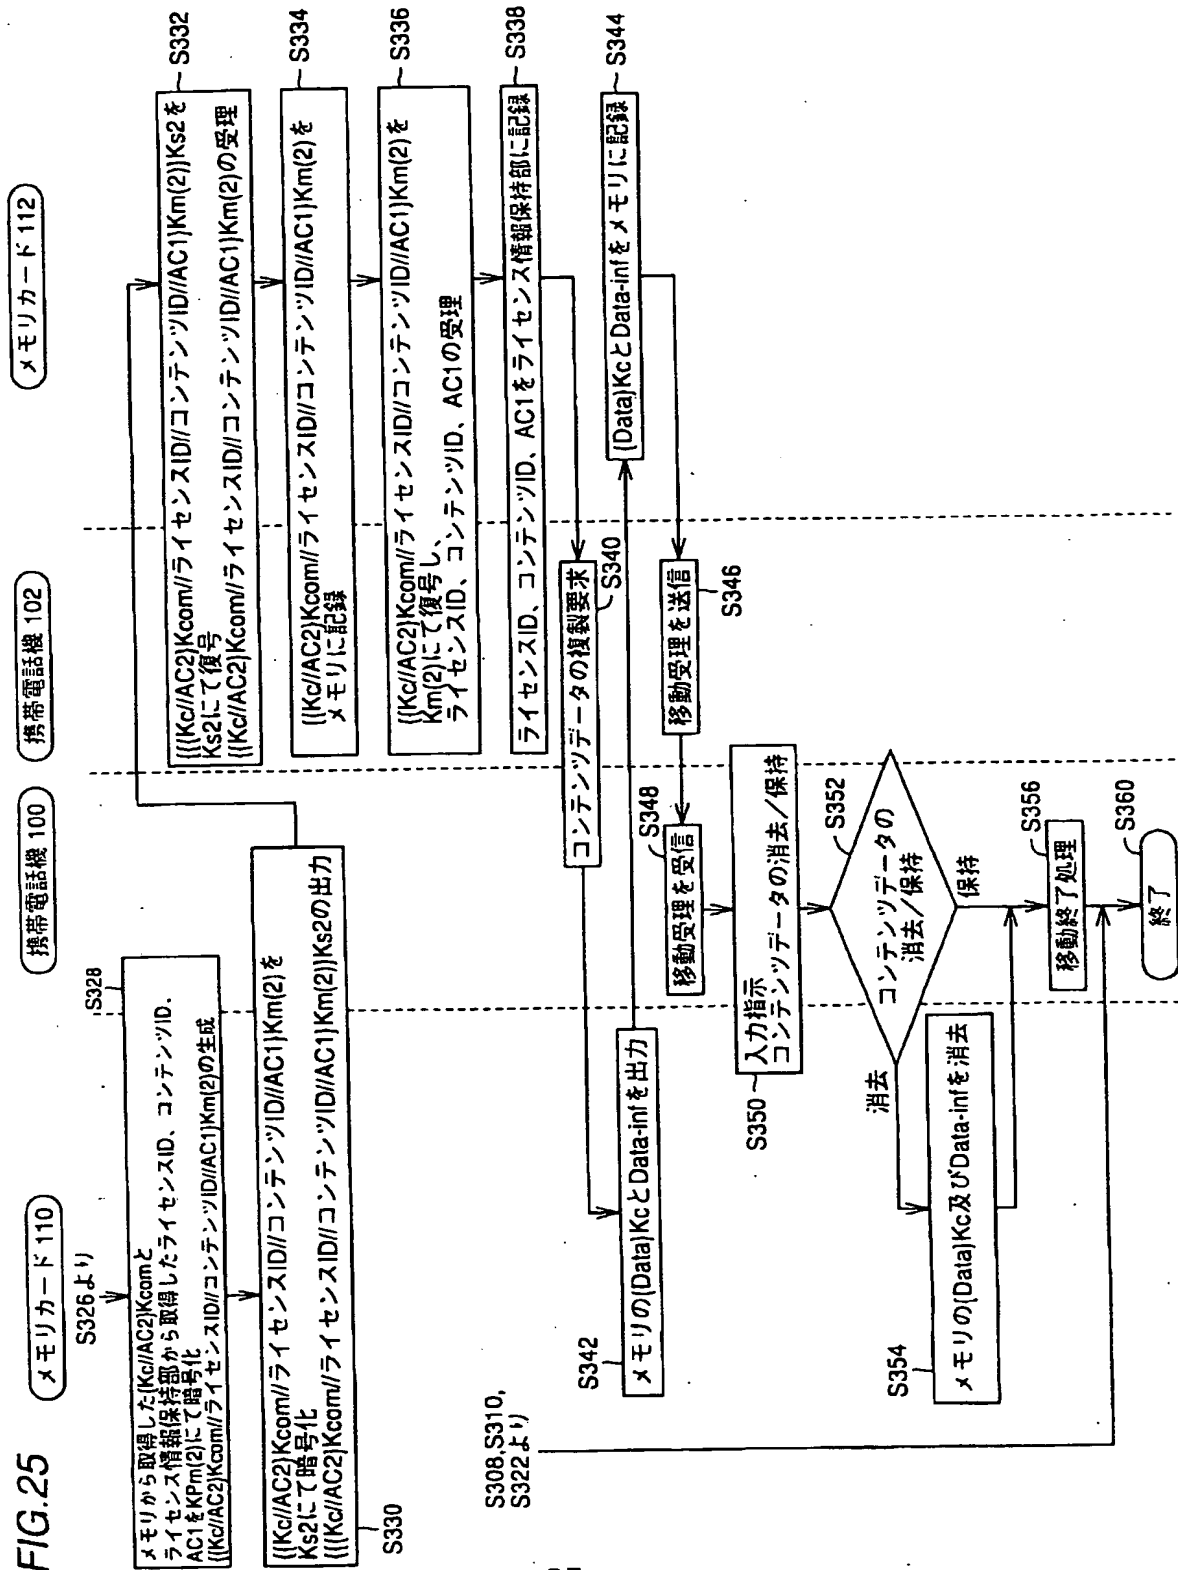 FIG.25
メモリカード110
携帯電話機100
携帯電話機102
メモリカード112
S326より
S328
メモリから取得した{Kc//AC2}Kcomと
ライセンス情報保持部から取得したライセンスID、コンテンツID.
AC1をKPm(2)にて暗号化
{{Kc//AC2}Kcom//ライセンスID//コンテンツID//AC1}Km(2)の生成
{{Kc//AC2}Kcom//ライセンスID//コンテンツID//AC1}Km(2)を
Ks2にて暗号化
{{{Kc//AC2}Kcom//ライセンスID//コンテンツID//AC1}Km(2)}Ks2の出力
S330
{{{Kc//AC2}Kcom//ライセンスID//コンテンツID//AC1}Km(2)}Ks2を
Ks2にて復号
{{Kc//AC2}Kcom//ライセンスID//コンテンツID//AC1}Km(2)の受理
S332
{{Kc//AC2}Kcom//ライセンスID//コンテンツID//AC1}Km(2)を
メモリに記録
S334
{{Kc//AC2}Kcom//ライセンスID//コンテンツID//AC1}Km(2)を
Km(2)にて復号し、
ライセンスID、コンテンツID、AC1の受理
S336
ライセンスID、コンテンツID、AC1をライセンス情報保持部に記録
S338
コンテンツデータの複製要求
S340
S342
メモリの{Data}KcとData-infを出力
{Data}KcとData-infをメモリに記録
S344
移動受理を送信
S346
S348
移動受理を受信
S350
入力指示
コンテンツデータの消去/保持
S352
コンテンツデータの
消去/保持
消去
保持
S354
メモリの{Data}Kc及びData-infを消去
S356
移動終了処理
S308,S310,
S322より
S360
終了